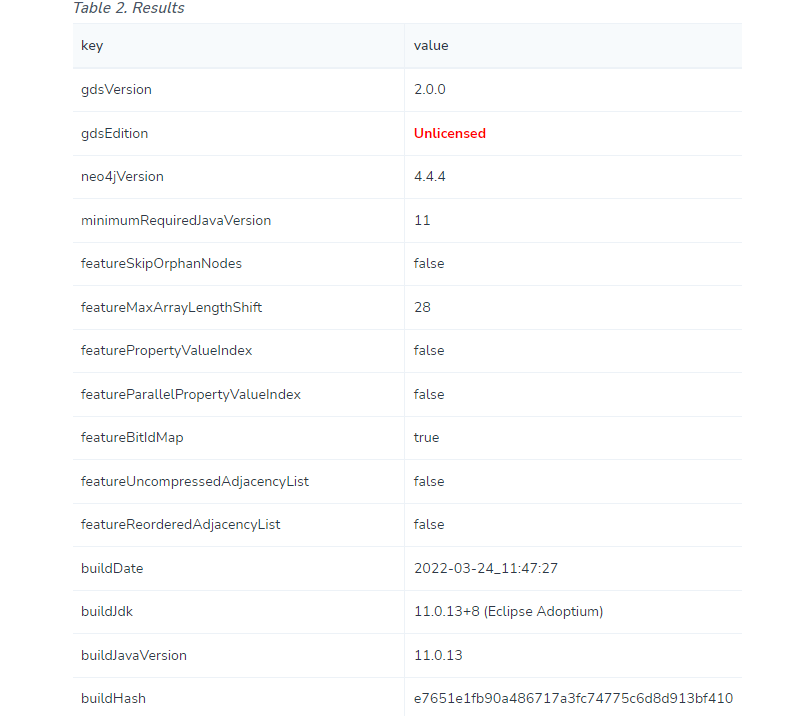 Table 2. Results
key value
gdsVersion 2.0.0
gdsEdition Unlicensed
neo4jVersion 4.4.4
minimumRequiredJavaVersion 11
featureSkipOrphanNodes false
featureMaxArrayLengthShift 28
featurePropertyValueIndex false
featureParallelPropertyValueIndex false
featureBitIdMap true
featureUncompressedAdjacencyList false
featureReorderedAdjacencyList false
buildDate 2022-03-24_11:47:27
buildJdk 11.0.13+8 (Eclipse Adoptium)
buildJavaVersion 11.0.13
buildHash e7651e1fb90a486717a3fc74775c6d8d913bf410